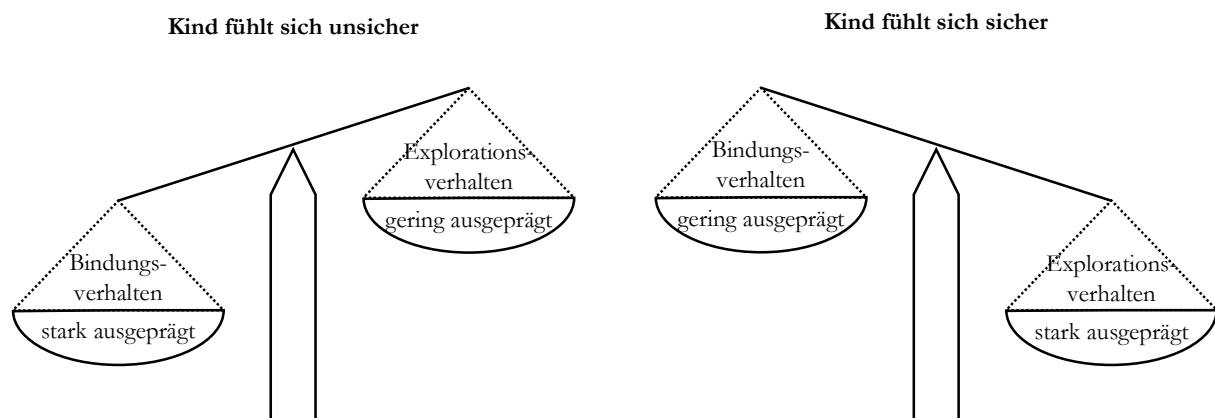 Kind fühlt sich unsicher
Explorations-
verhalten
gering ausgeprägt
Bindungs-
verhalten
stark ausgeprägt
Kind fühlt sich sicher
Bindungs-
verhalten
gering ausgeprägt
Explorations-
verhalten
stark ausgeprägt